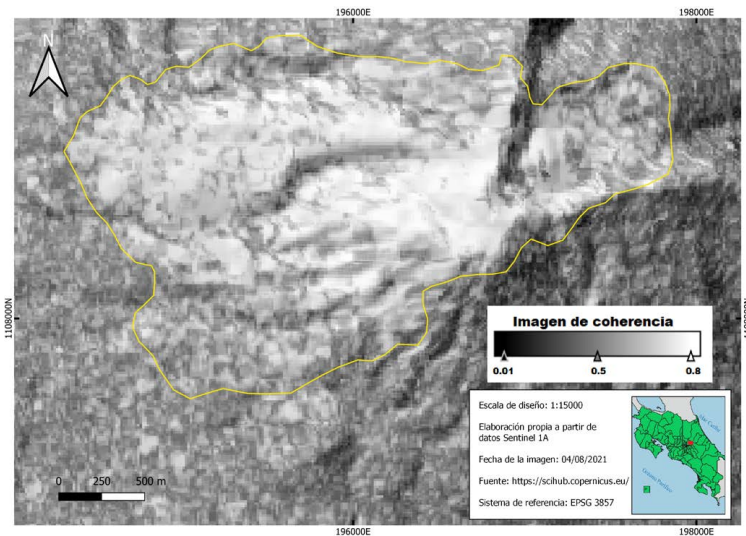 196000E
198000E
N
1108000N
Imagen de coherencia
0.01
0.5
0.8
Escala de diseño: 1:15000
Elaboración propia a partir de
datos Sentinel 1A
Fecha de la imagen: 04/08/2021
Fuente: https://scihub.copernicus.eu/
Sistema de referencia: EPSG 3857
0
250
500 m
196000E
198000E